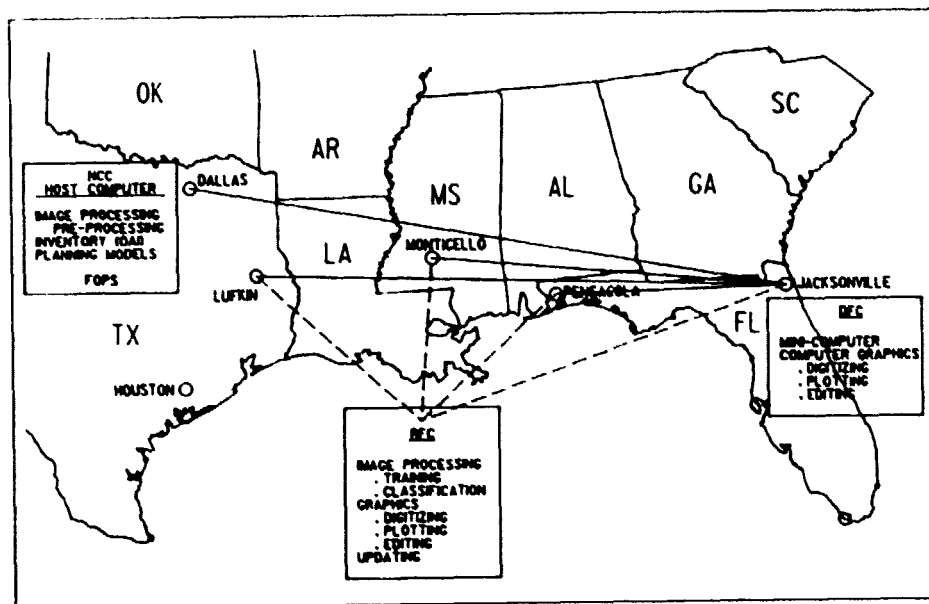 OK
AR
SC
MS
AL
GA
NCC
HOST COMPUTER
IMAGE PROCESSING
PRE-PROCESSING
INVENTORY LOAD
PLANNING MODELS
FOPS
DALLAS
LA
MONTICELLO
LUFKIN
PENSACOLA
JACKSONVILLE
TX
FL
HOUSTON
MINI-COMPUTER
COMPUTER GRAPHICS
. DIGITIZING
. PLOTTING
. EDITING
IMAGE PROCESSING
. TRAINING
. CLASSIFICATION
GRAPHICS
. DIGITIZING
. PLOTTING
. EDITING
UPDATING